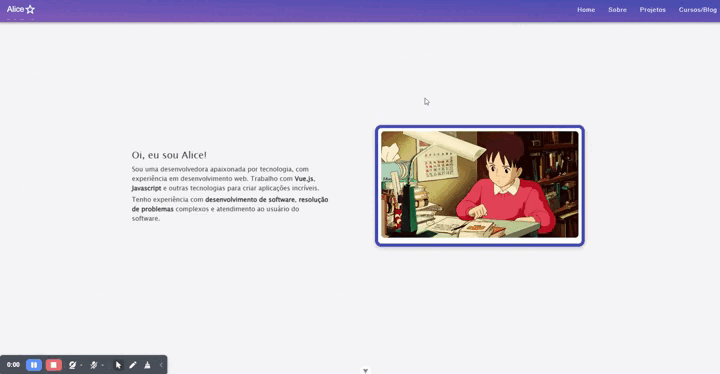 Alice
Home Sobre Projetos Cursos/Blog
Oi, eu sou Alice!
Sou uma desenvolvedora apaixonada por tecnologia, com
experiência em desenvolvimento web. Trabalho com Vue.js,
Javascript e outras tecnologias para criar aplicações incríveis.
Tenho experiência com desenvolvimento de software, resolução
de problemas complexos e atendimento ao usuário do
software.
0:00